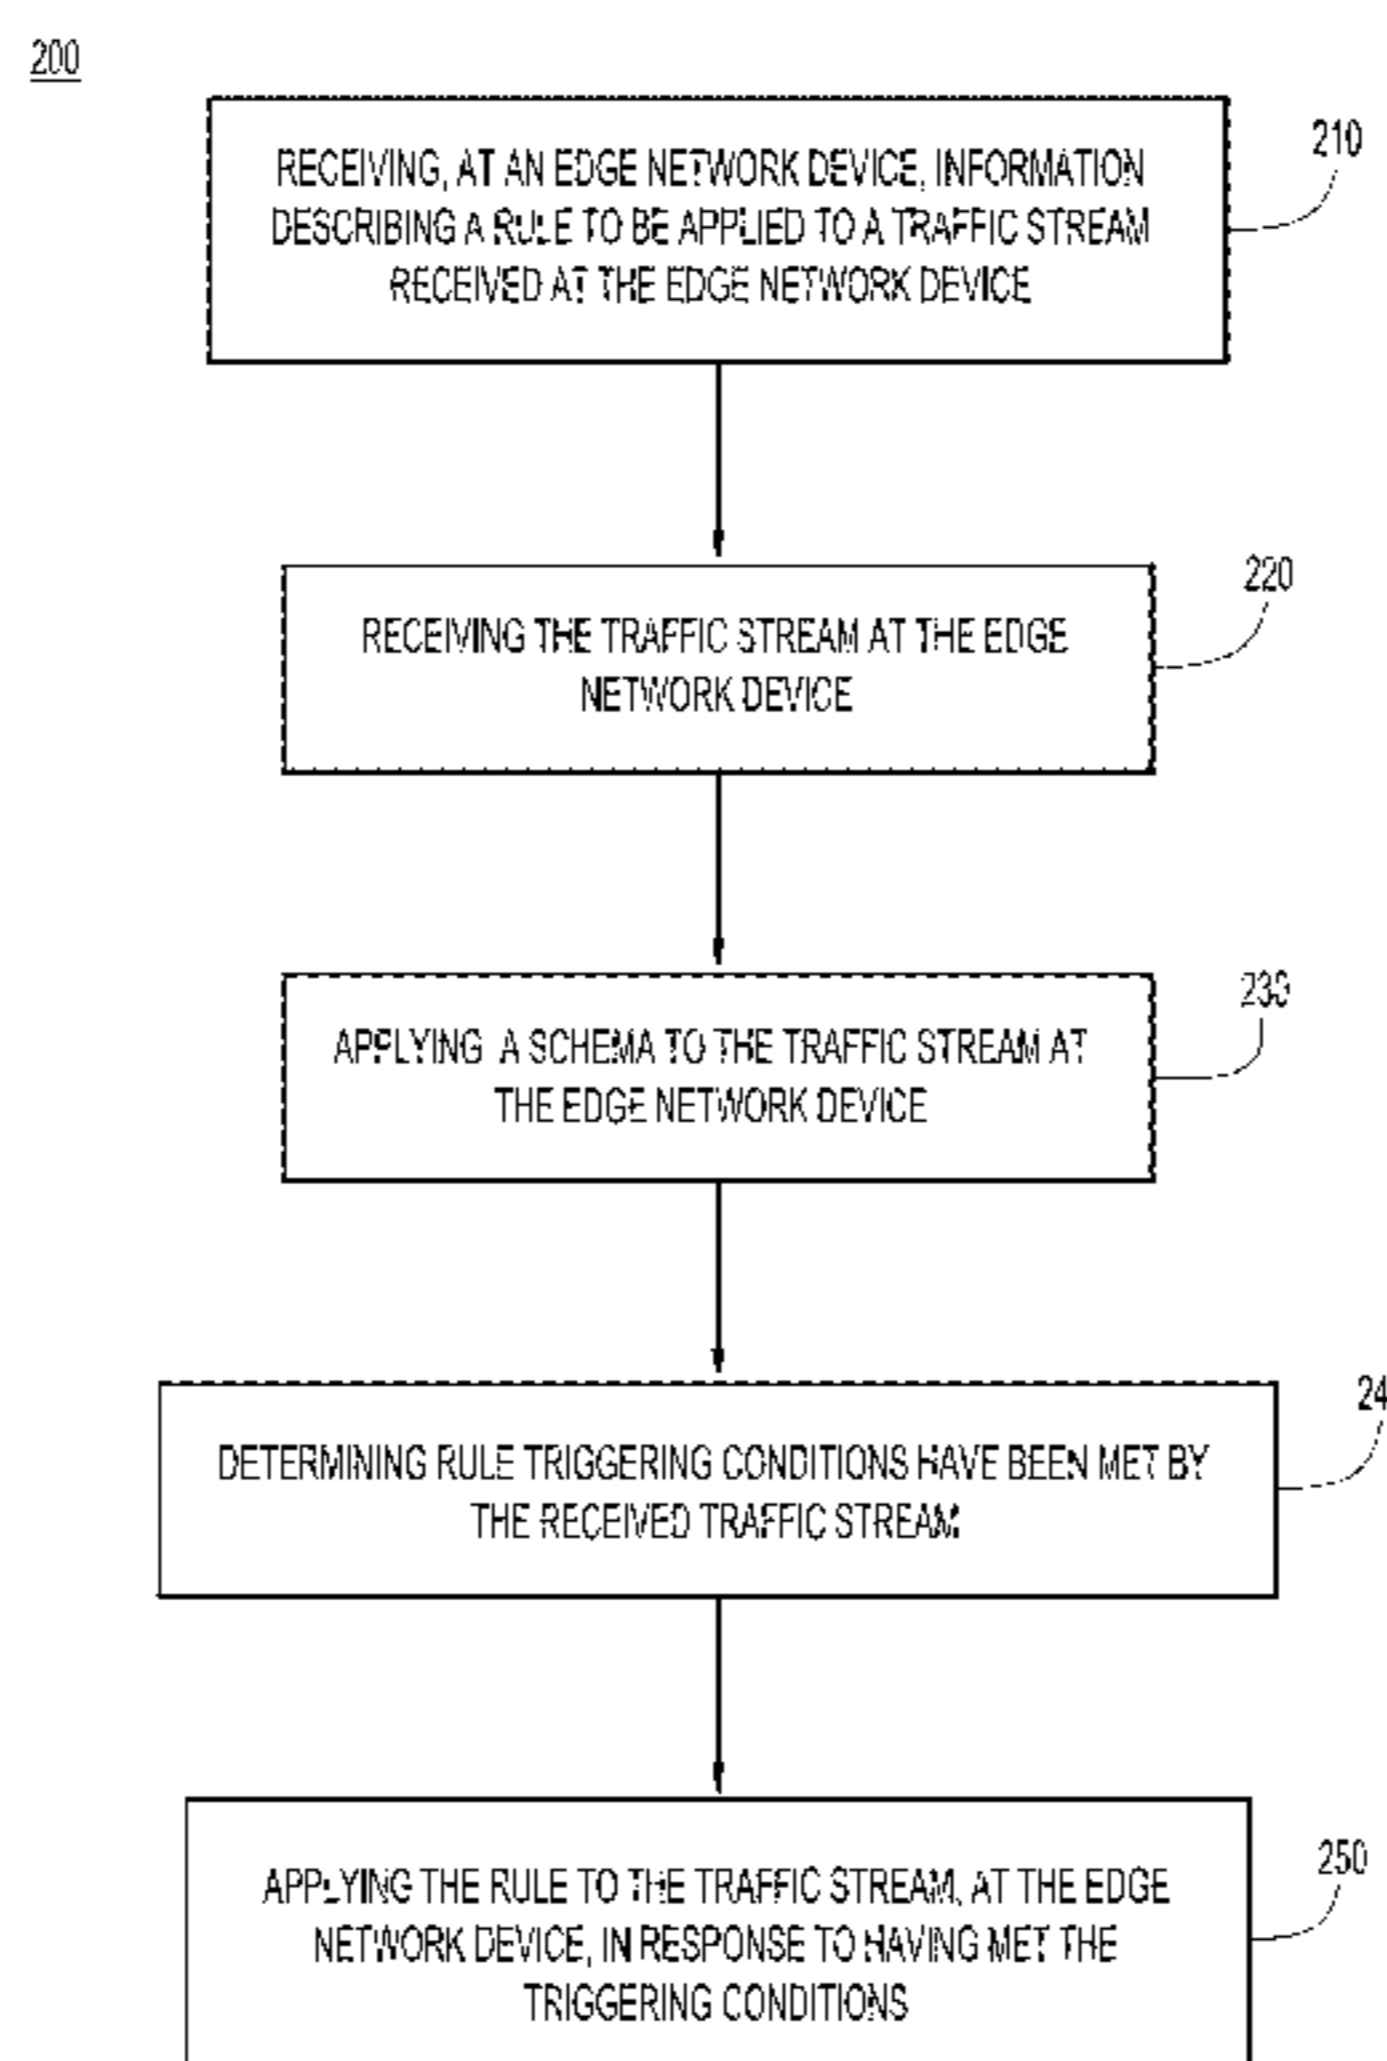 200
RECEIVING, AT AN EDGE NETWORK DEVICE, INFORMATION
DESCRIBING A RULE TO BE APPLIED TO A TRAFFIC STREAM
RECEIVED AT THE EDGE NETWORK DEVICE
210
RECEIVING THE TRAFFIC STREAM AT THE EDGE
NETWORK DEVICE
220
APPLYING A SCHEMA TO THE TRAFFIC STREAM AT
THE EDGE NETWORK DEVICE
DETERMINING RULE TRIGGERING CONDITIONS HAVE BEEN MET BY
THE RECEIVED TRAFFIC STREAM
24
APPLYING THE RULE TO THE TRAFFIC STREAM, AT THE EDGE
NETWORK DEVICE, IN RESPONSE TO HAVING MET THE
TRIGGERING CONDITIONS
250